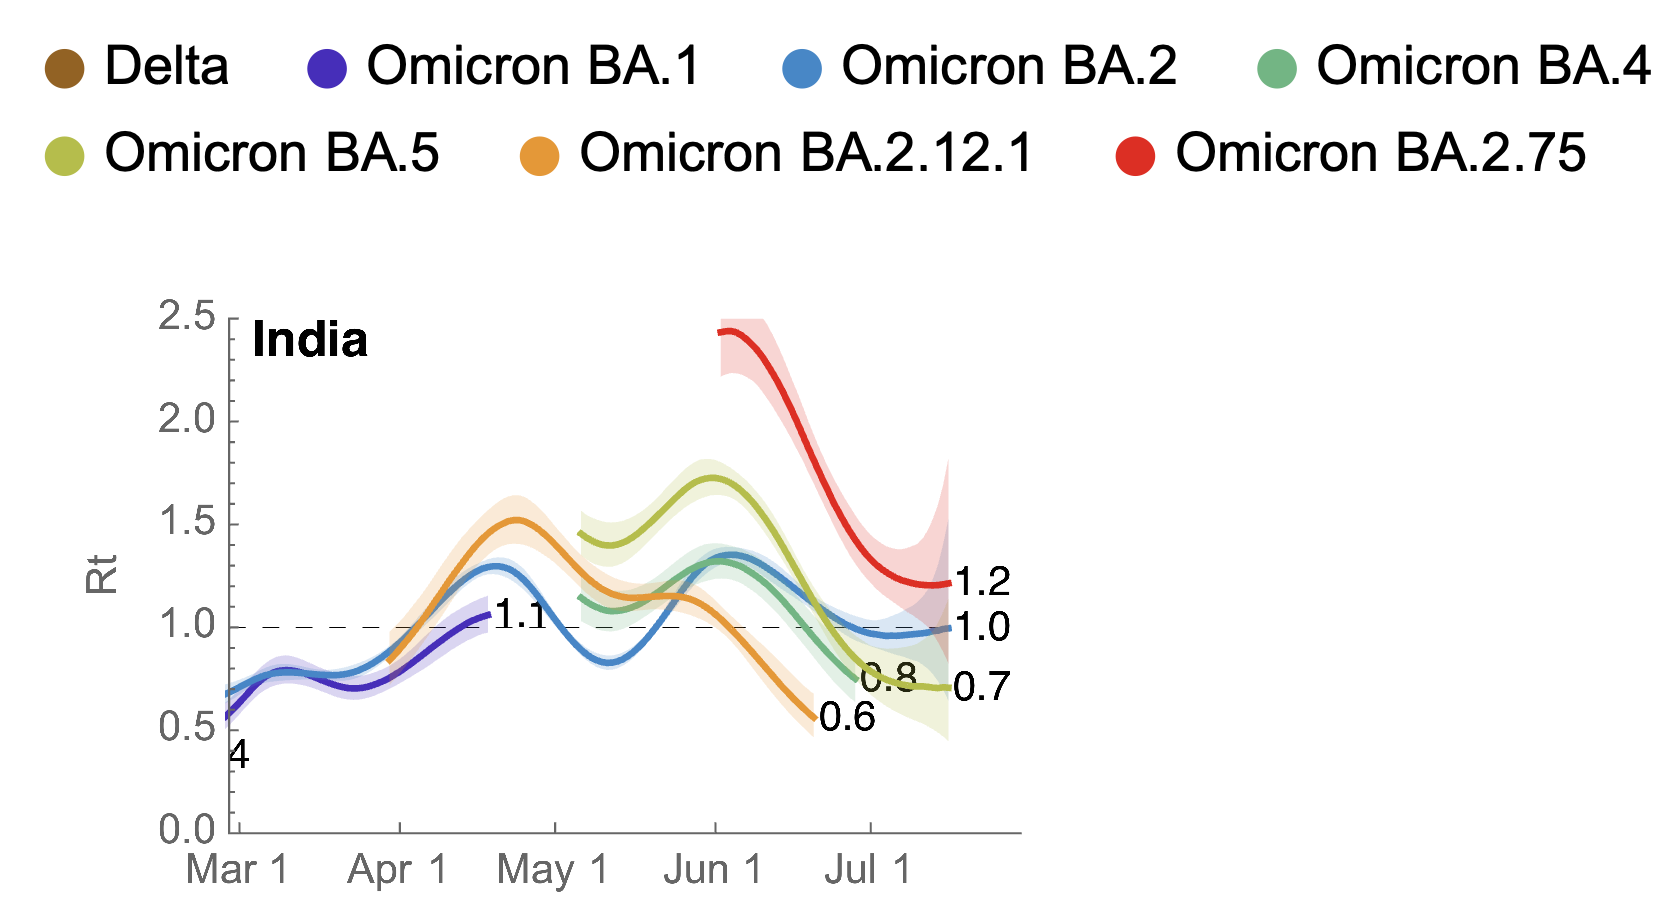 Delta Omicron BA.1 Omicron BA.2 Omicron BA.4
Omicron BA.5 Omicron BA.2.12.1 Omicron BA.2.75
2.5
India
2.0
1.5
Rt
1.2
1.1
1.0
1.0
0.8
0.7
0.6
0.5
4
0.0
Mar 1 Apr 1 May 1 Jun 1 Jul 1